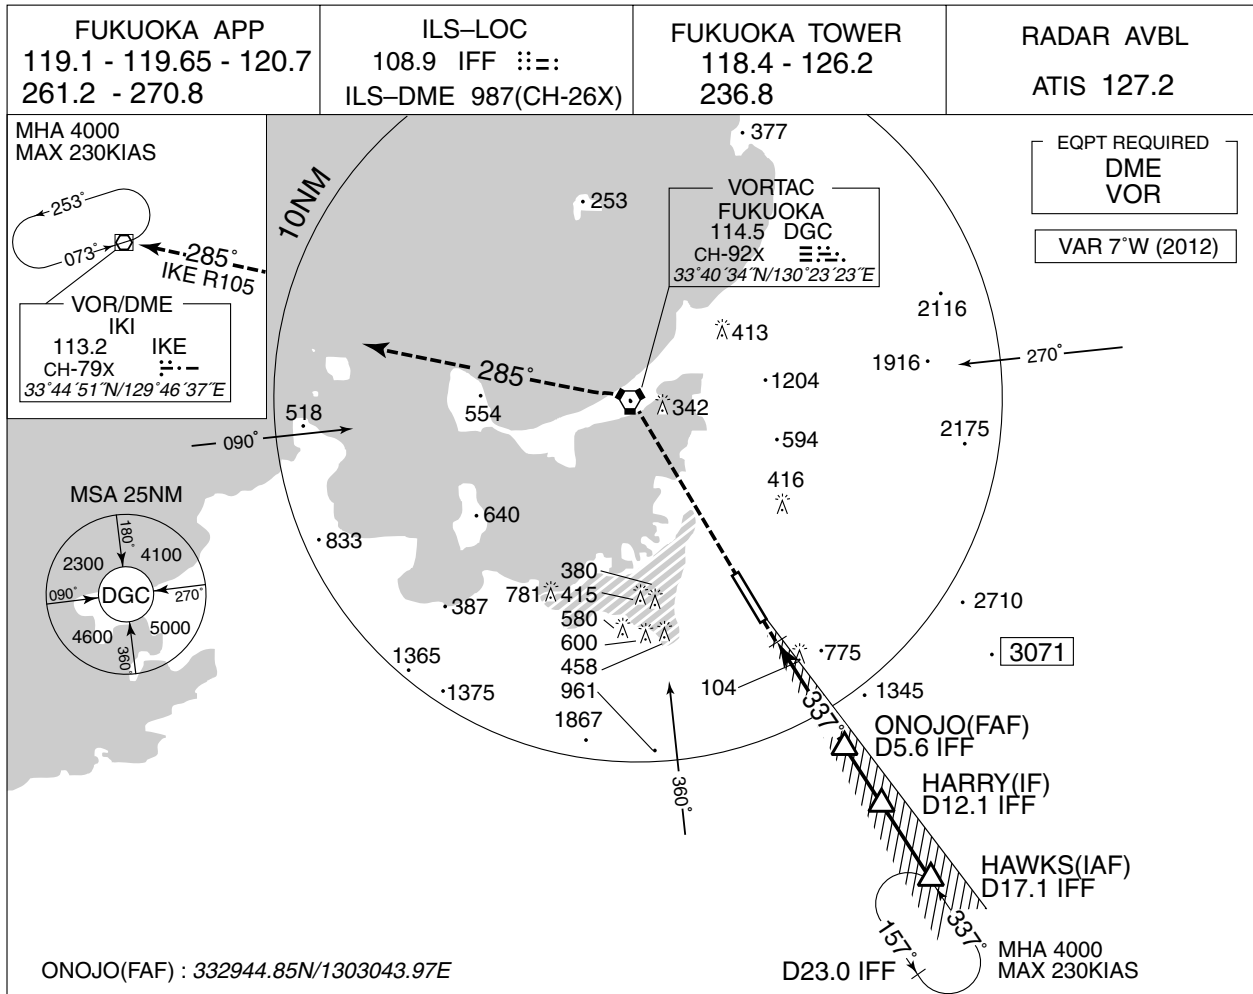 FUKUOKA APP
119.1 - 119.65 - 120.7
261.2 - 270.8
ILS–LOC
108.9 IFF
ILS–DME 987(CH-26X)
FUKUOKA TOWER
118.4 - 126.2
236.8
RADAR AVBL
ATIS 127.2
MHA 4000
MAX 230KIAS
253°
073°
285°
IKE R105
VOR/DME
IKI
113.2 IKE
CH-79X
33°44´51˝N/129°46´37˝E
10NM
377
253
VORTAC
FUKUOKA
114.5 DGC
CH-92X
33°40´34˝N/130°23´23˝E
EQPT REQUIRED
DME
VOR
VAR 7°W (2012)
2116
413
1916
270°
1204
285°
342
554
518
090°
594
2175
416
MSA 25NM
180°
2300
4100
090°
DGC
270°
4600
5000
360°
640
833
380
781
415
387
580
600
458
961
1365
1375
1867
2710
3071
775
104
1345
337°
360°
ONOJO(FAF)
D5.6 IFF
HARRY(IF)
D12.1 IFF
HAWKS(IAF)
D17.1 IFF
337°
157°
D23.0 IFF
MHA 4000
MAX 230KIAS
ONOJO(FAF) : 332944.85N/1303043.97E